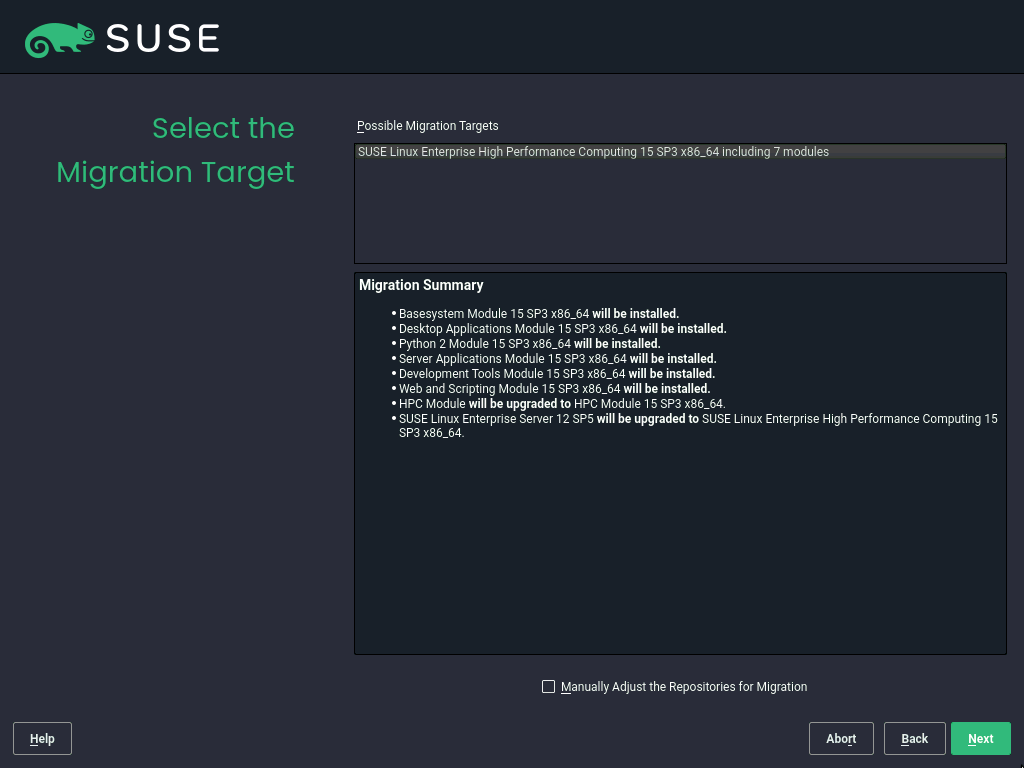 SUSE
Select the
Migration Target
Possible Migration Targets
SUSE Linux Enterprise High Performance Computing 15 SP3 x86_64 including 7 modules
Migration Summary
• Basesystem Module 15 SP3 x86_64 will be installed.
• Desktop Applications Module 15 SP3 x86_64 will be installed.
• Python 2 Module 15 SP3 x86_64 will be installed.
• Server Applications Module 15 SP3 x86_64 will be installed.
• Development Tools Module 15 SP3 x86_64 will be installed.
• Web and Scripting Module 15 SP3 x86_64 will be installed.
• HPC Module will be upgraded to HPC Module 15 SP3 x86_64.
• SUSE Linux Enterprise Server 12 SP5 will be upgraded to SUSE Linux Enterprise High Performance Computing 15
SP3 x86_64.
Manually Adjust the Repositories for Migration
Help
Abort
Back
Next